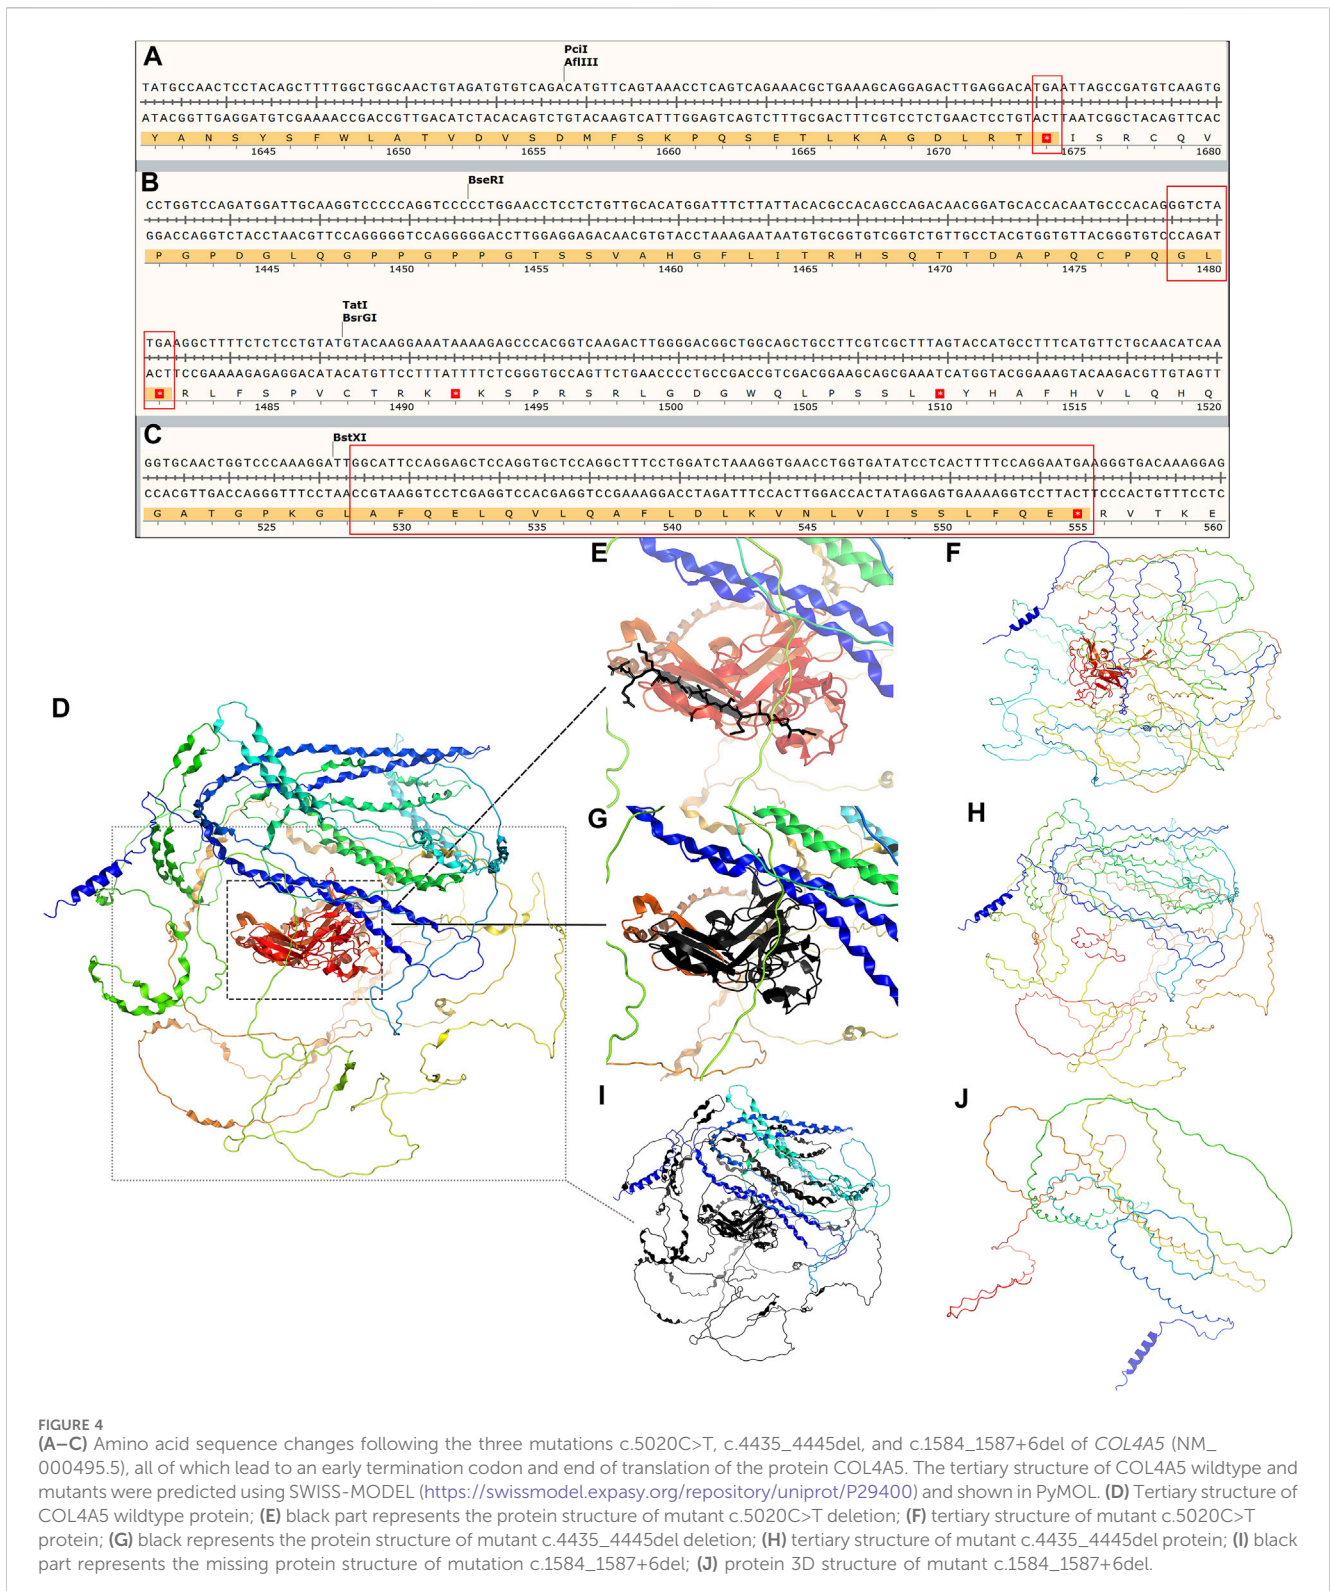 A
PciI
AflIII
TATGCCAACTCCTACAGCTTTTGGCTGGCAACTGTAGATGTGTCAGACATGTTCAGTAAACCTCAGTCAGAAACGCTGAAAGCAGGAGACTTGAGGACATGAATTAGCCGATGTCAAGTG
ATACGGTTGAGGATGTCGAAAACCGACCGTTGACATCTACACAGTCTGTACAAGTCATTTGGAGTCAGTCTTTGCGACTTTCGTCCTCTGAACTCCTGTACTTAATCGGCTACAGTTCAC
Y A N S Y S F W L A T V D V S D M F S K P Q S E T L K A G D L R T * I S R C Q V
1645 1650 1655 1660 1665 1670 1675 1680
B
BseRI
CCTGGTCCAGATGGATTGCAAGGTCCCCCAGGTCCCCCTGGAACCTCCTCTGTTGCACATGGATTTCTTATTACACGCCACAGCCAGACAACGGATGCACCACAATGCCCACAGGGTCTA
GGACCAGGTCTACCTAACGTTCCAGGGGGTCCAGGGGGACCTTGGAGGAGACAACGTGTACCTAAAGAATAATGTGCGGTGTCGGTCTGTTGCCTACGTGGTGTTACGGGTGTCCCAGAT
P G P D G L Q G P P G P P G T S S V A H G F L I T R H S Q T T D A P Q C P Q G L
1445 1450 1455 1460 1465 1470 1475 1480
TatI
BsrGI
TGAAGGCTTTTCTCTCCTGTATGTACAAGGAAATAAAAGAGCCCACGGTCAAGACTTGGGGACGGCTGGCAGCTGCCTTCGTCGCTTTAGTACCATGCCTTTCATGTTCTGCAACATCAA
ACTTCCGAAAAGAGAGGACATACATGTTCCTTTATTTTCTCGGGTGCCAGTTCTGAACCCCTGCCGACCGTCGACGGAAGCAGCGAAATCATGGTACGGAAAGTACAAGACGTTGTAGTT
* R L F S P V C T R K * K S P R S R L G D G W Q L P S S L * Y H A F H V L Q H Q
1485 1490 1495 1500 1505 1510 1515 1520
C
BstXI
GGTGCAACTGGTCCCAAAGGATTGGCATTCCAGGAGCTCCAGGTGCTCCAGGCTTTCCTGGATCTAAAGGTGAACCTGGTGATATCCTCACTTTTCCAGGAATGAAGGGTGACAAAGGAG
CCACGTTGACCAGGGTTTCCTAACCGTAAGGTCCTCGAGGTCCACGAGGTCCGAAAGGACCTAGATTTCCACTTGGACCACTATAGGAGTGAAAAGGTCCTTACTTCCCACTGTTTCCTC
G A T G P K G L A F Q E L Q V L Q A F L D L K V N L V I S S L F Q E * R V T K E
525 530 535 540 545 550 555 560
D
E
F
G
H
I
J
FIGURE 4
(A–C) Amino acid sequence changes following the three mutations c.5020C>T, c.4435_4445del, and c.1584_1587+6del of COL4A5 (NM_
000495.5), all of which lead to an early termination codon and end of translation of the protein COL4A5. The tertiary structure of COL4A5 wildtype and
mutants were predicted using SWISS-MODEL (https://swissmodel.expasy.org/repository/uniprot/P29400) and shown in PyMOL. (D) Tertiary structure of
COL4A5 wildtype protein; (E) black part represents the protein structure of mutant c.5020C>T deletion; (F) tertiary structure of mutant c.5020C>T
protein; (G) black represents the protein structure of mutant c.4435_4445del deletion; (H) tertiary structure of mutant c.4435_4445del protein; (I) black
part represents the missing protein structure of mutation c.1584_1587+6del; (J) protein 3D structure of mutant c.1584_1587+6del.